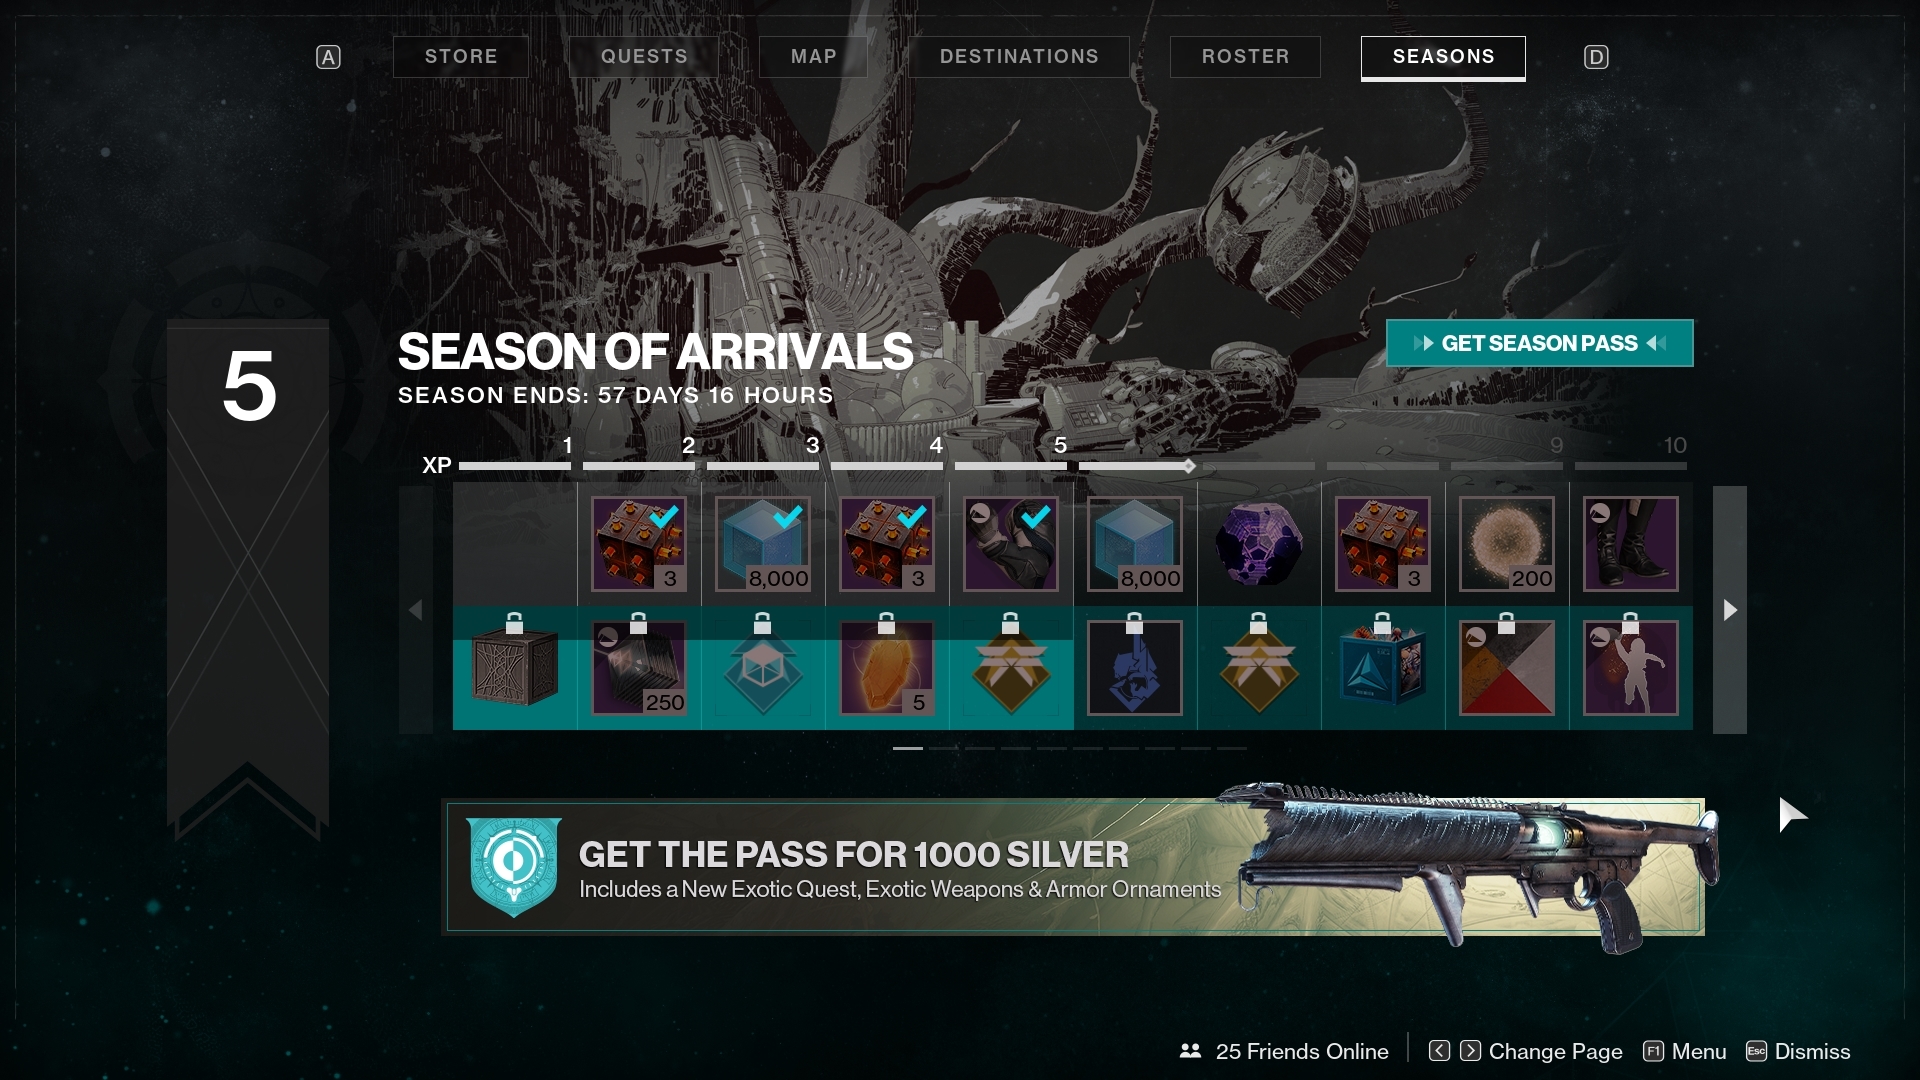 A
STORE
QUESTS
MAP
DESTINATIONS
ROSTER
SEASONS
D
5
SEASON OF ARRIVALS
SEASON ENDS: 57 DAYS 16 HOURS
GET SEASON PASS
XP 1 2 3 4 5 8 9 10
3
8,000
3
8,000
3
200
250
5
GET THE PASS FOR 1000 SILVER
Includes a New Exotic Quest, Exotic Weapons & Armor Ornaments
25 Friends Online
< > Change Page
F1 Menu
Esc Dismiss